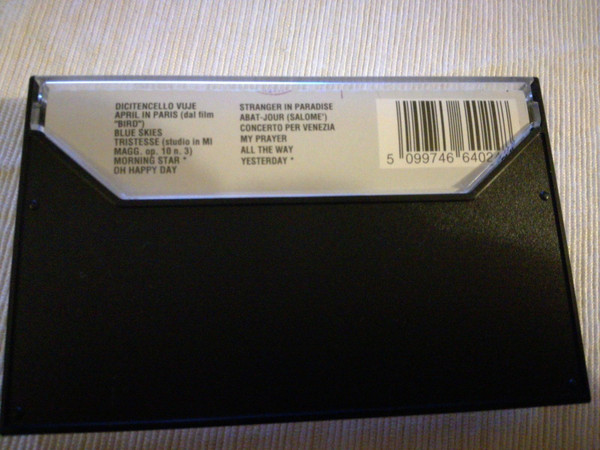 DICITENCELLO VUJE
APRIL IN PARIS (dal film
"BIRD")
BLUE SKIES
TRISTESSE (studio in MI
MAGG. op. 10 n. 3)
MORNING STAR *
OH HAPPY DAY
STRANGER IN PARADISE
ABAT-JOUR (SALOME')
CONCERTO PER VENEZIA
MY PRAYER
ALL THE WAY
YESTERDAY *
5 099746 6402